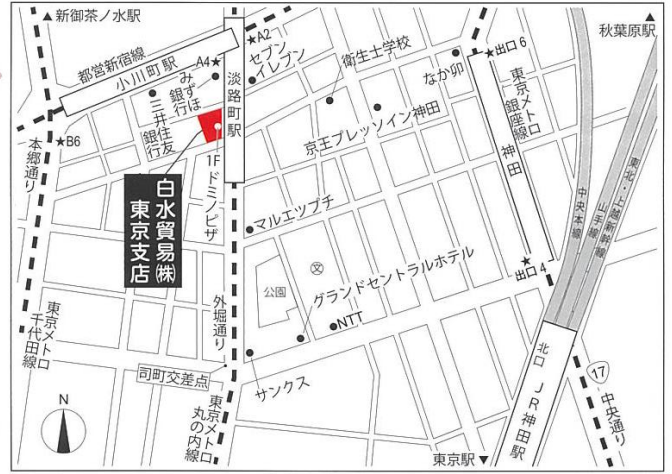 ▲新御茶ノ水駅
秋葉原駅▲
都営新宿線
小川町駅
A4★
★A2
セブン
イレブン
衛生士学校
なか卯
★出口6
東京メトロ
銀座線
みずほ
銀行
三井住友
銀行
淡路町駅
★B6
本郷通り
京王プレッソイン神田
神田
1Fドミノピザ
白水貿易㈱
東京支店
マルエツプチ
中央本線
山手線
東北・上越新幹線
文
公園
グランドセントラルホテル
★出口4
NTT
外堀通り
東京メトロ
千代田線
司町交差点
サンクス
東京メトロ
丸の内線
N
北口
JR神田駅
17
中央通り
東京駅▼